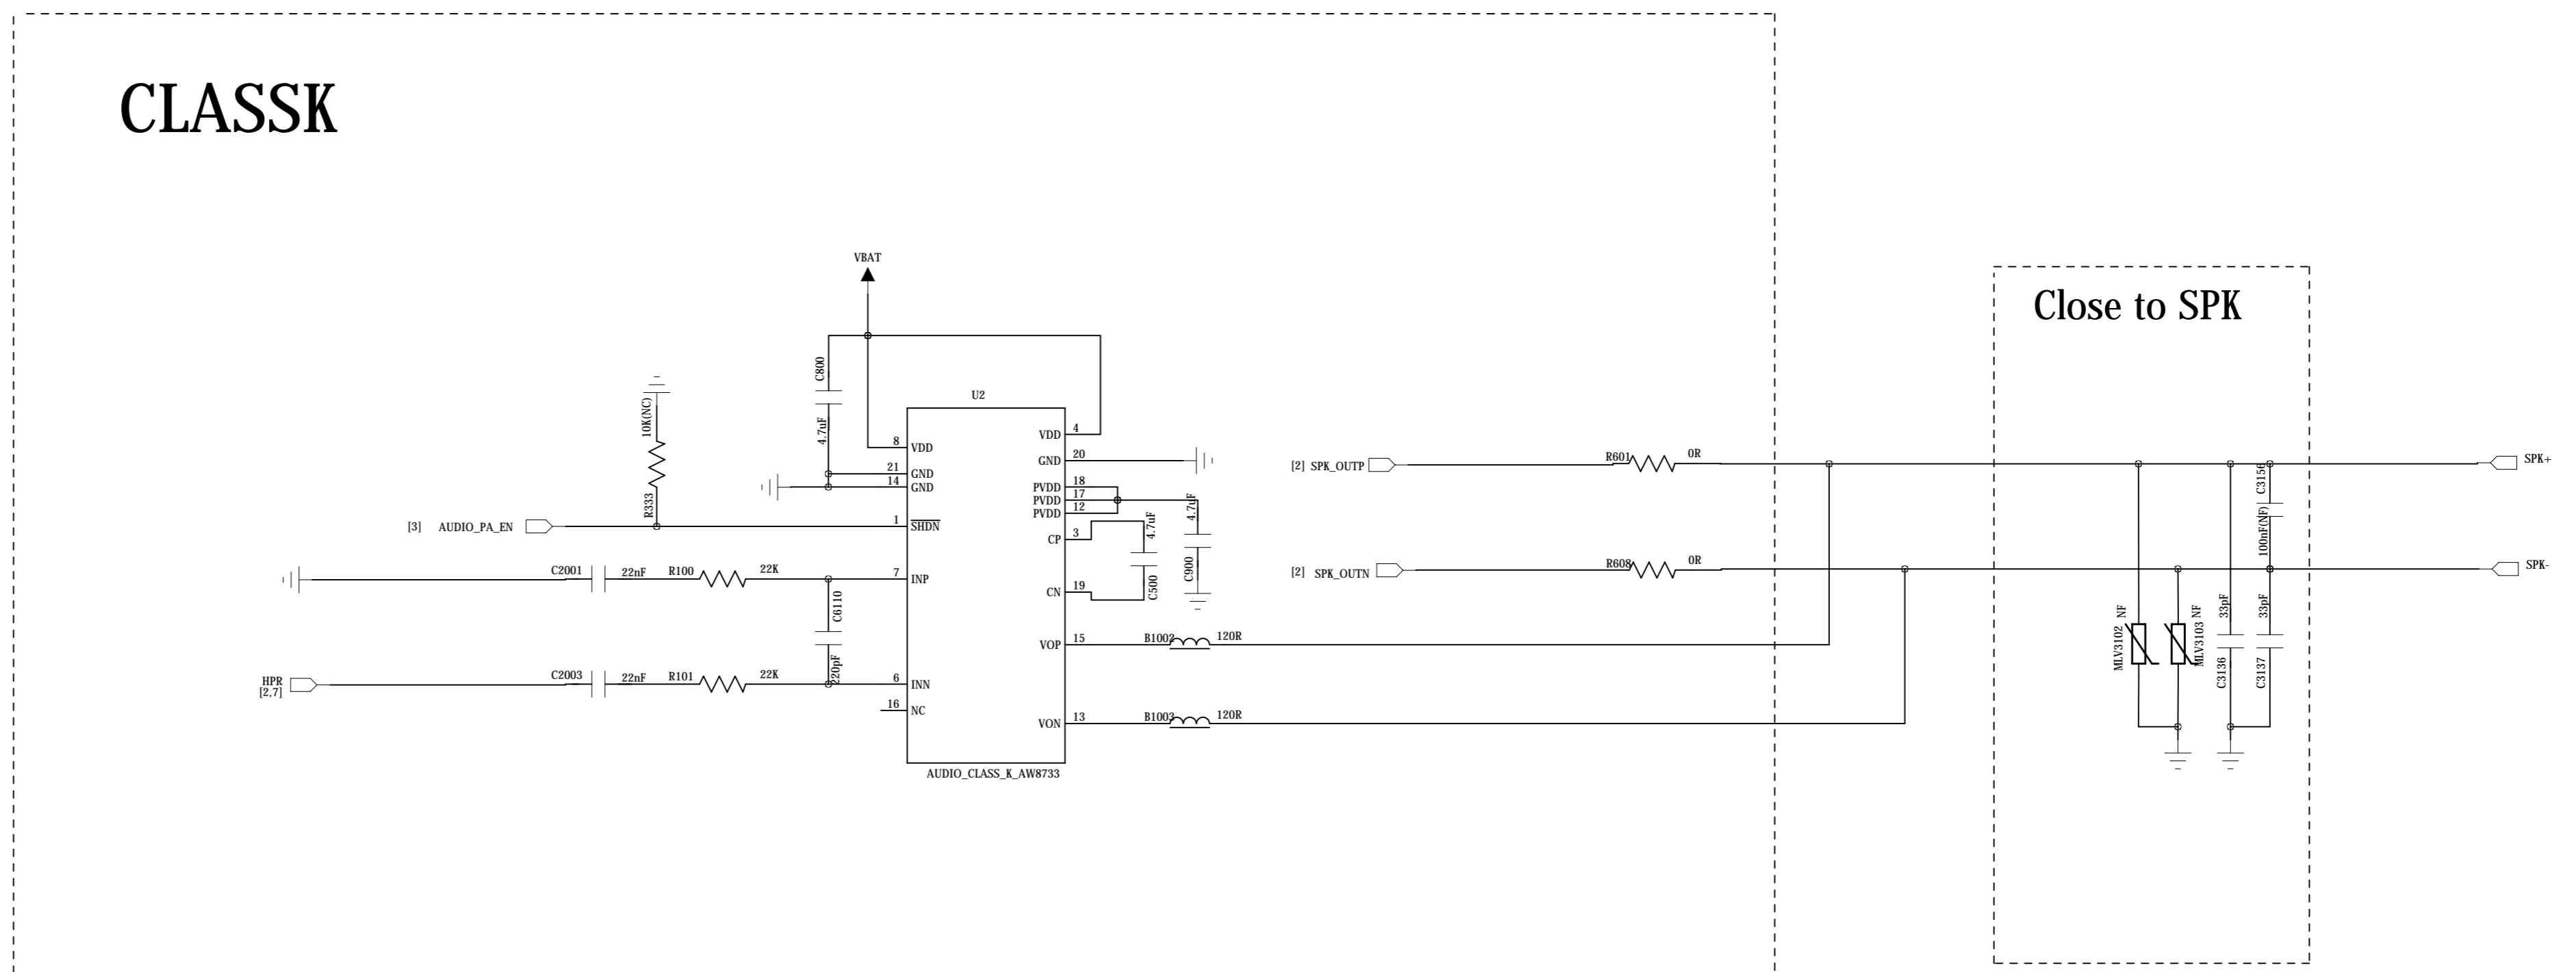 CLASSK
VBAT
Close to SPK
C800
4.7uF
U2
10K(NC)
R333
8 VDD
21 GND
14 GND
1 SHDN
7 INP
6 INN
16 NC
VDD 4
GND 20
PVDD 18
PVDD 17
PVDD 12
CP 3
CN 19
VOP 15
VON 13
AUDIO_CLASS_K_AW8733
[3] AUDIO_PA_EN
C2001 22nF R100 22K
C6110
220pF
HPR
[2,7]
C2003 22nF R101 22K
4.7uF
C500
4.7uF
C900
[2] SPK_OUTP
R601 0R
[2] SPK_OUTN
R608 0R
B1002 120R
B1003 120R
C3156
100nF(NF)
SPK+
SPK-
MLV3102 NF
MLV3103 NF
33pF
C3136
33pF
C3137